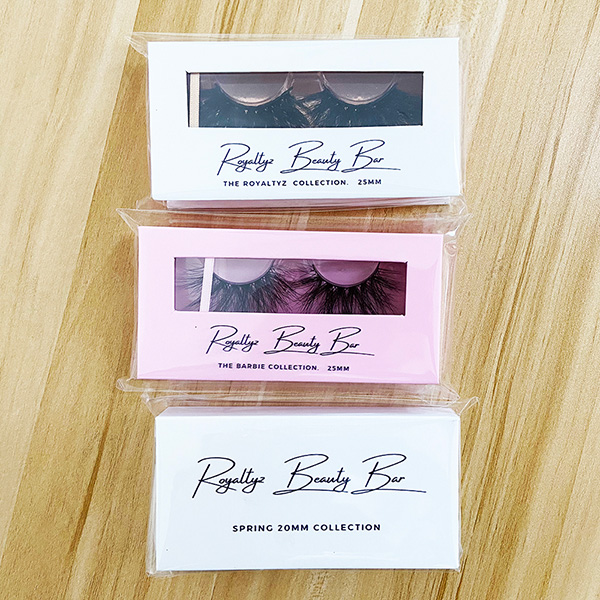 Royaltyz Beauty Bar
THE ROYALTYZ COLLECTION. 25MM
Royaltyz Beauty Bar
THE BARBIE COLLECTION. 25MM
Royaltyz Beauty Bar
SPRING 20MM COLLECTION